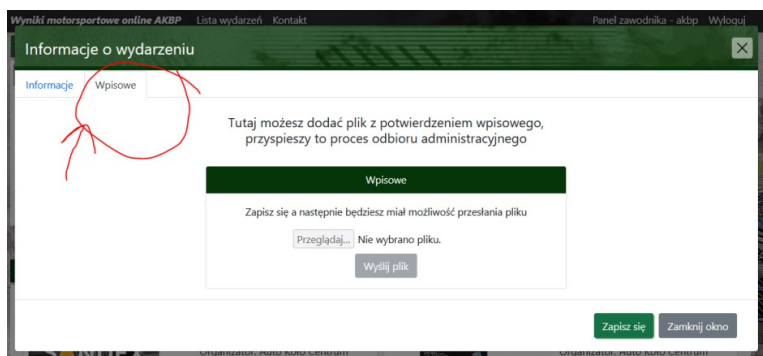 Wyniki motorsportowe online AKBP Lista wydarzeń Kontakt Panel zawodnika - akbp Wyloguj
Informacje o wydarzeniu
Informacje Wpisowe
Tutaj możesz dodać plik z potwierdzeniem wpisowego,
przyspieszy to proces odbioru administracyjnego
Wpisowe
Zapisz się a następnie będziesz miał możliwość przesłania pliku
Przeglądaj... Nie wybrano pliku.
Wyślij plik
Zapisz się Zamknij okno
Organizator: Auto Koło Centrum Organizator: Auto Koło Centrum